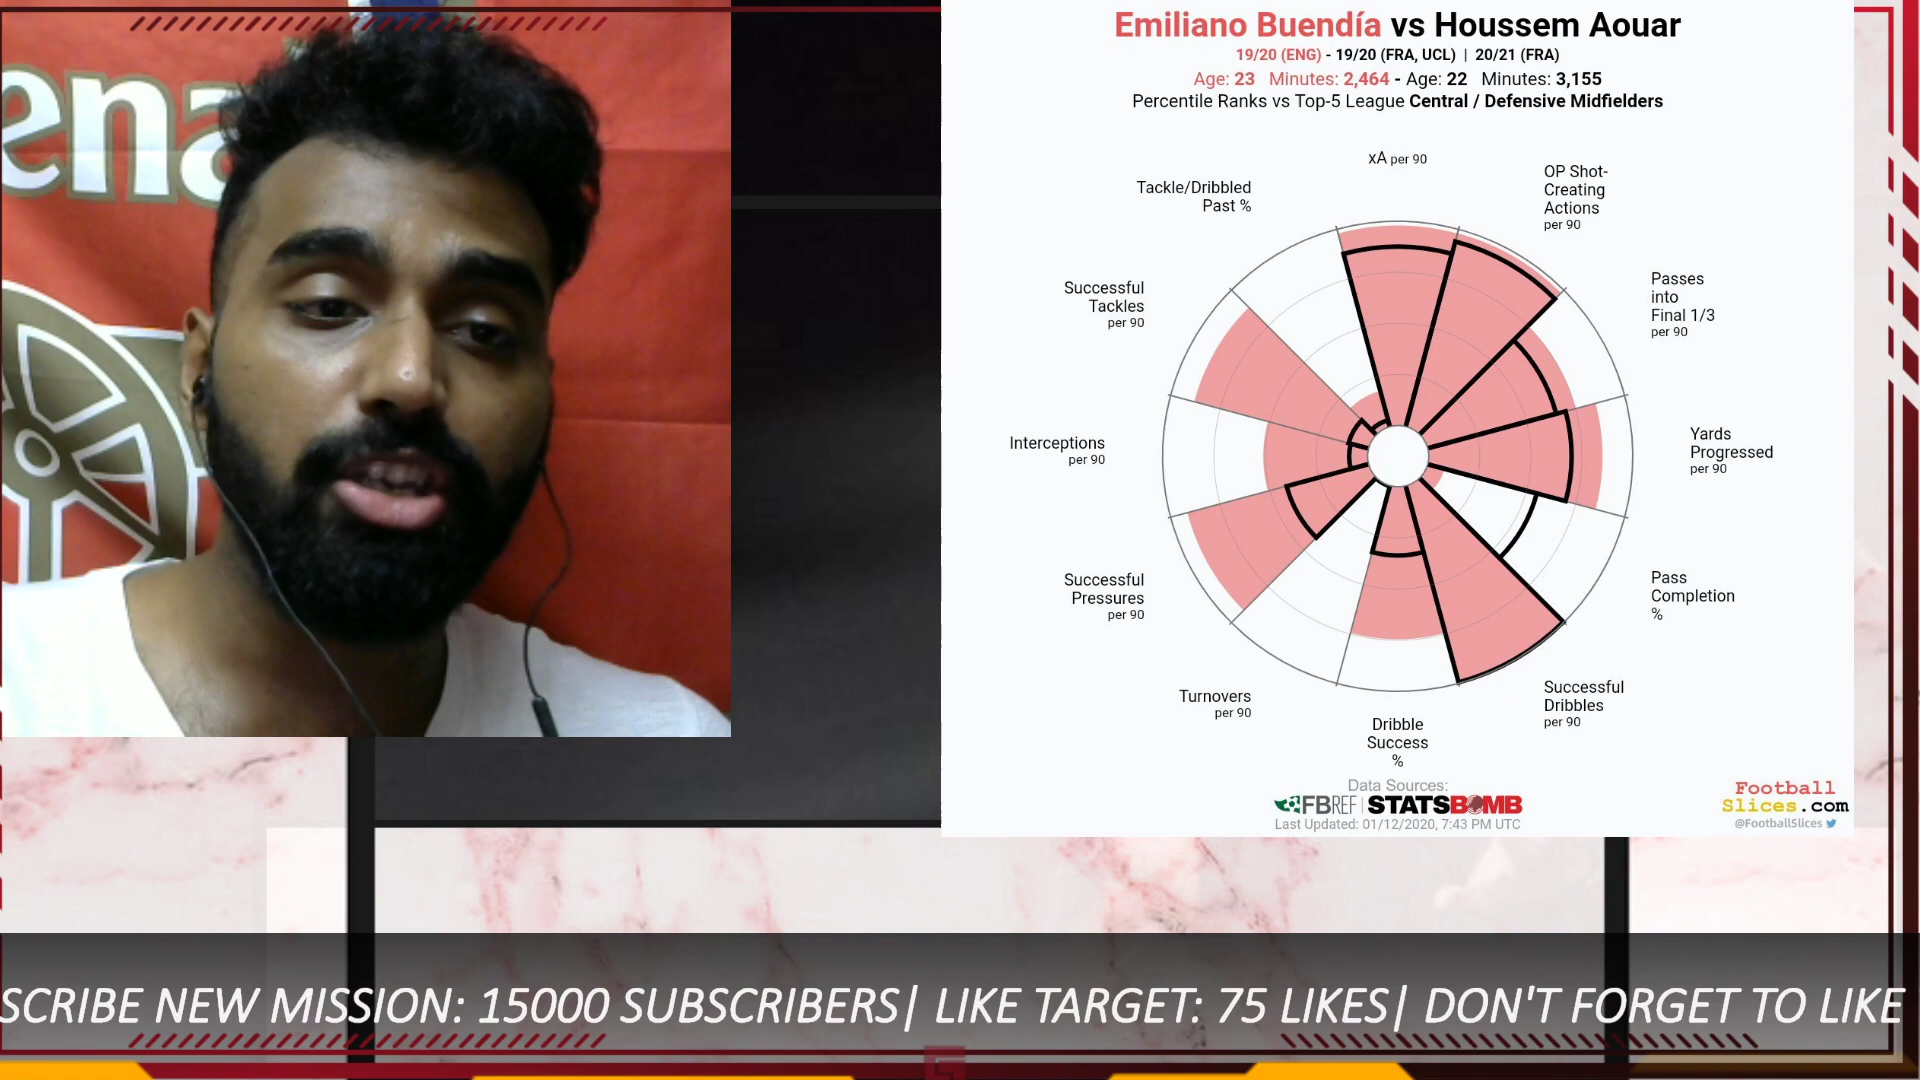 ena
Emiliano Buendía vs Houssem Aouar
19/20 (ENG) - 19/20 (FRA, UCL) | 20/21 (FRA)
Age: 23 Minutes: 2,464 - Age: 22 Minutes: 3,155
Percentile Ranks vs Top-5 League Central / Defensive Midfielders
xA per 90
OP Shot-
Creating
Actions
per 90
Passes
into
Final 1/3
per 90
Yards
Progressed
per 90
Pass
Completion
%
Successful
Dribbles
per 90
Dribble
Success
%
Turnovers
per 90
Successful
Pressures
per 90
Interceptions
per 90
Successful
Tackles
per 90
Tackle/Dribbled
Past %
Data Sources:
FBREF | STATSBOMB
Last Updated: 01/12/2020, 7:43 PM UTC
Football
Slices.com
@FootballSlices
SCRIBE NEW MISSION: 15000 SUBSCRIBERS| LIKE TARGET: 75 LIKES| DON'T FORGET TO LIKE